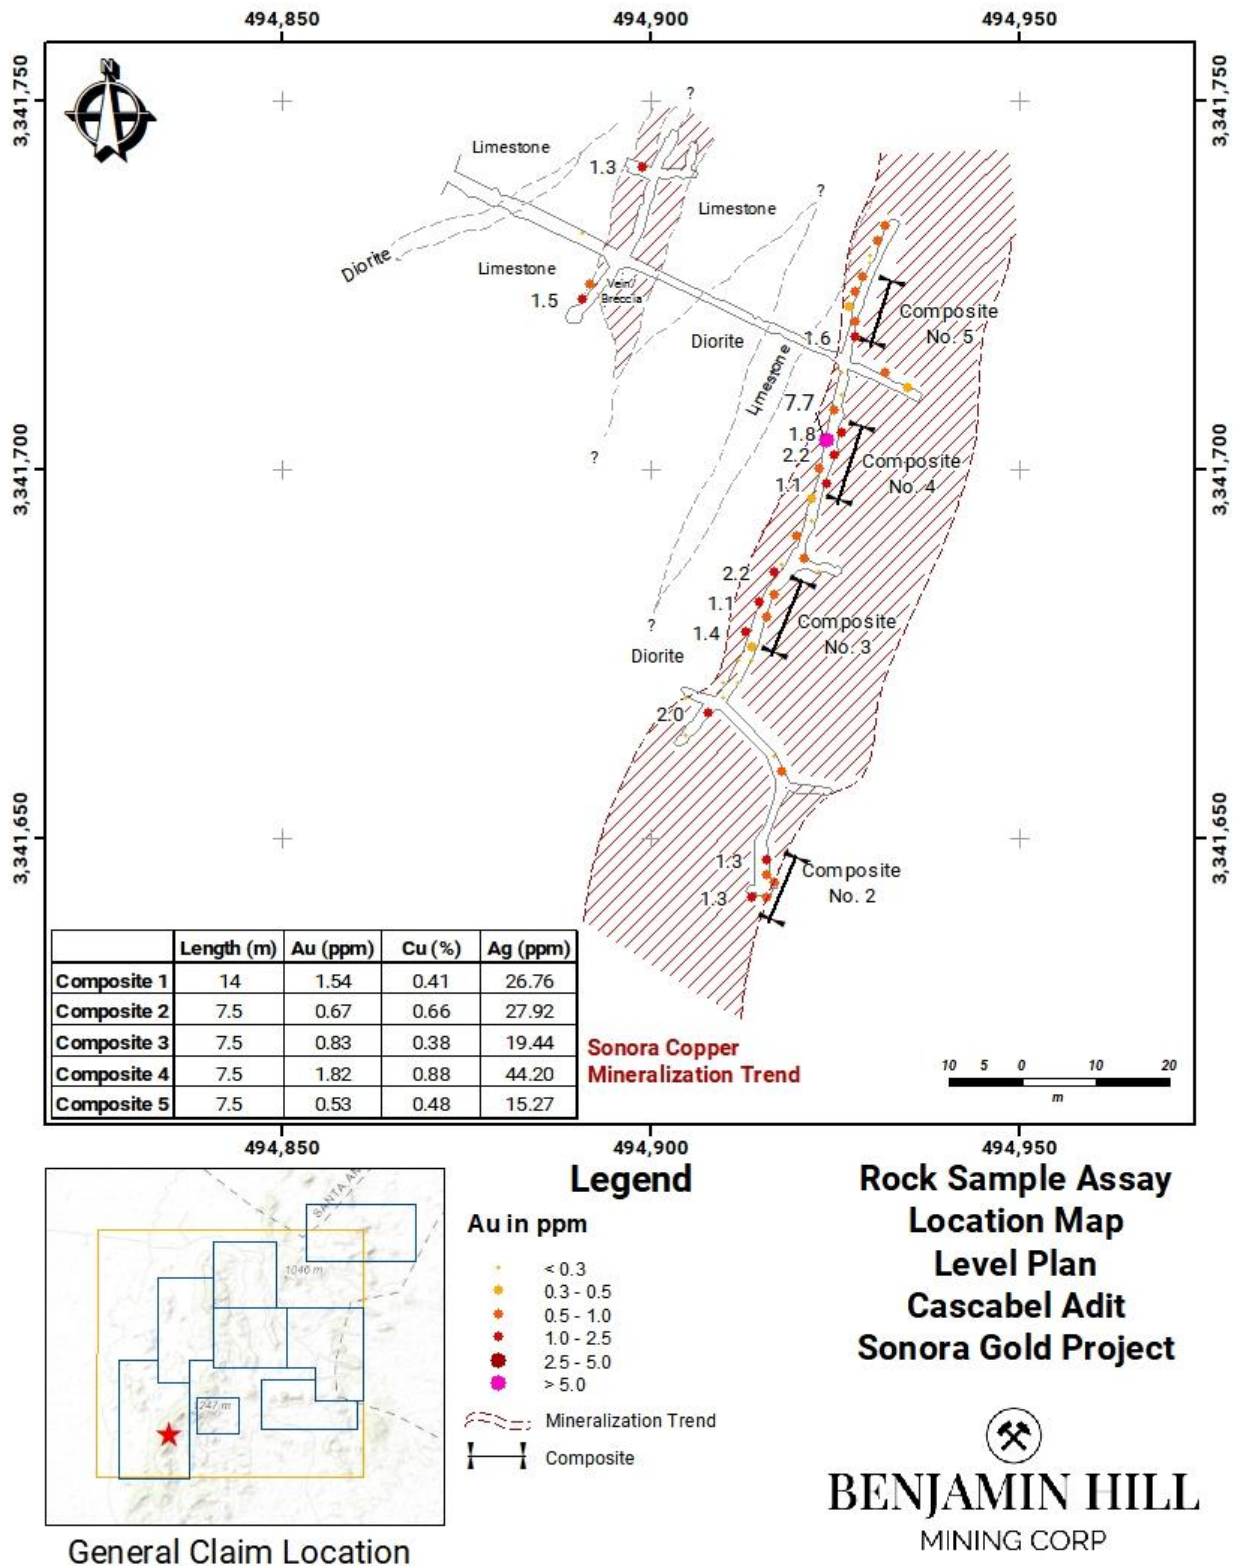 494,850 494,900 494,950
3,341,750 3,341,750
N
?
Limestone
1.3
?
Limestone
Diorite
Limestone
Vein/
Breccia
1.5
Composite
No. 5
1.6
Diorite
Limestone
7.7
1.8
2.2
Composite
No. 4
1.1
?
3,341,700 3,341,700
2.2
1.1
Composite
No. 3
?
1.4
Diorite
2.0
3,341,650 3,341,650
1.3
Composite
No. 2
1.3
Length (m) Au (ppm) Cu (%) Ag (ppm)
Composite 1 14 1.54 0.41 26.76
Composite 2 7.5 0.67 0.66 27.92
Composite 3 7.5 0.83 0.38 19.44
Composite 4 7.5 1.82 0.88 44.20
Composite 5 7.5 0.53 0.48 15.27
Sonora Copper
Mineralization Trend
10 5 0 10 20
m
494,850 494,900 494,950
SANTA AN
1046 m
1247 m
General Claim Location
Legend
Au in ppm
< 0.3
0.3 - 0.5
0.5 - 1.0
1.0 - 2.5
2.5 - 5.0
> 5.0
Mineralization Trend
Composite
Rock Sample Assay
Location Map
Level Plan
Cascabel Adit
Sonora Gold Project
BENJAMIN HILL
MINING CORP